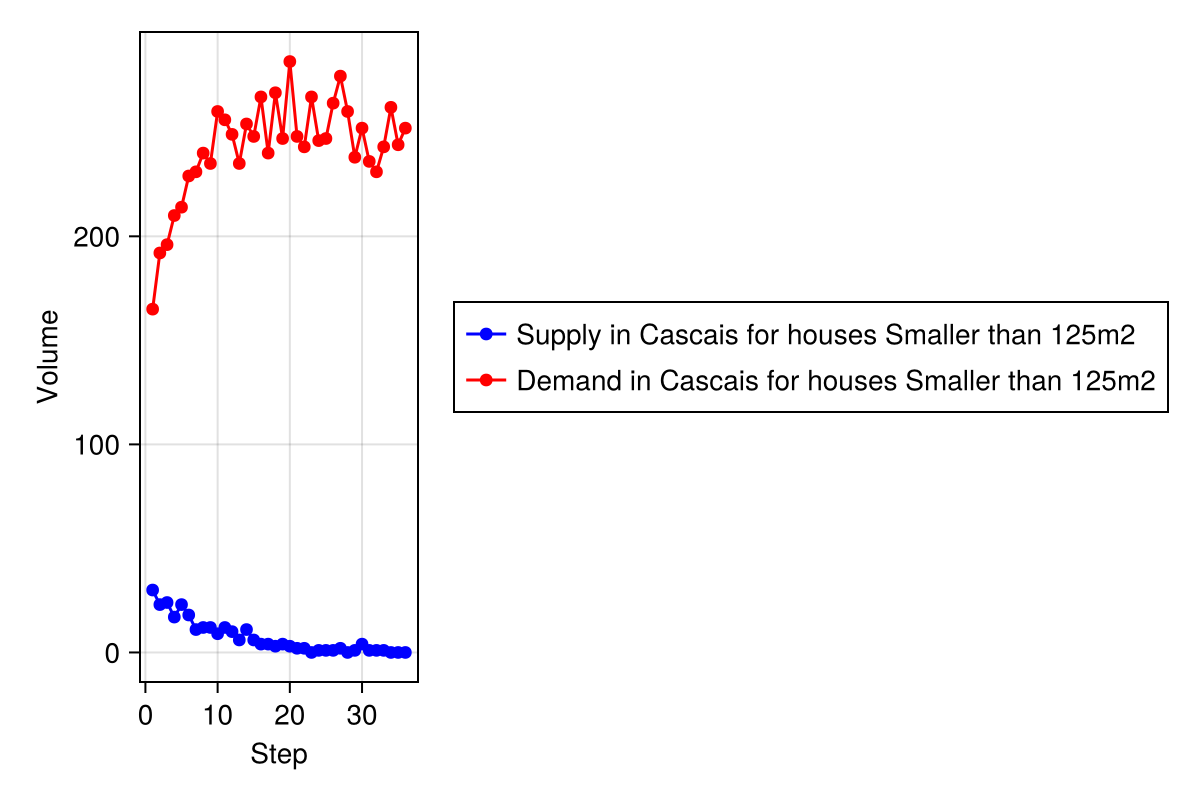 Volume
200
100
0
0 10 20 30
Step
Supply in Cascais for houses Smaller than 125m2
Demand in Cascais for houses Smaller than 125m2